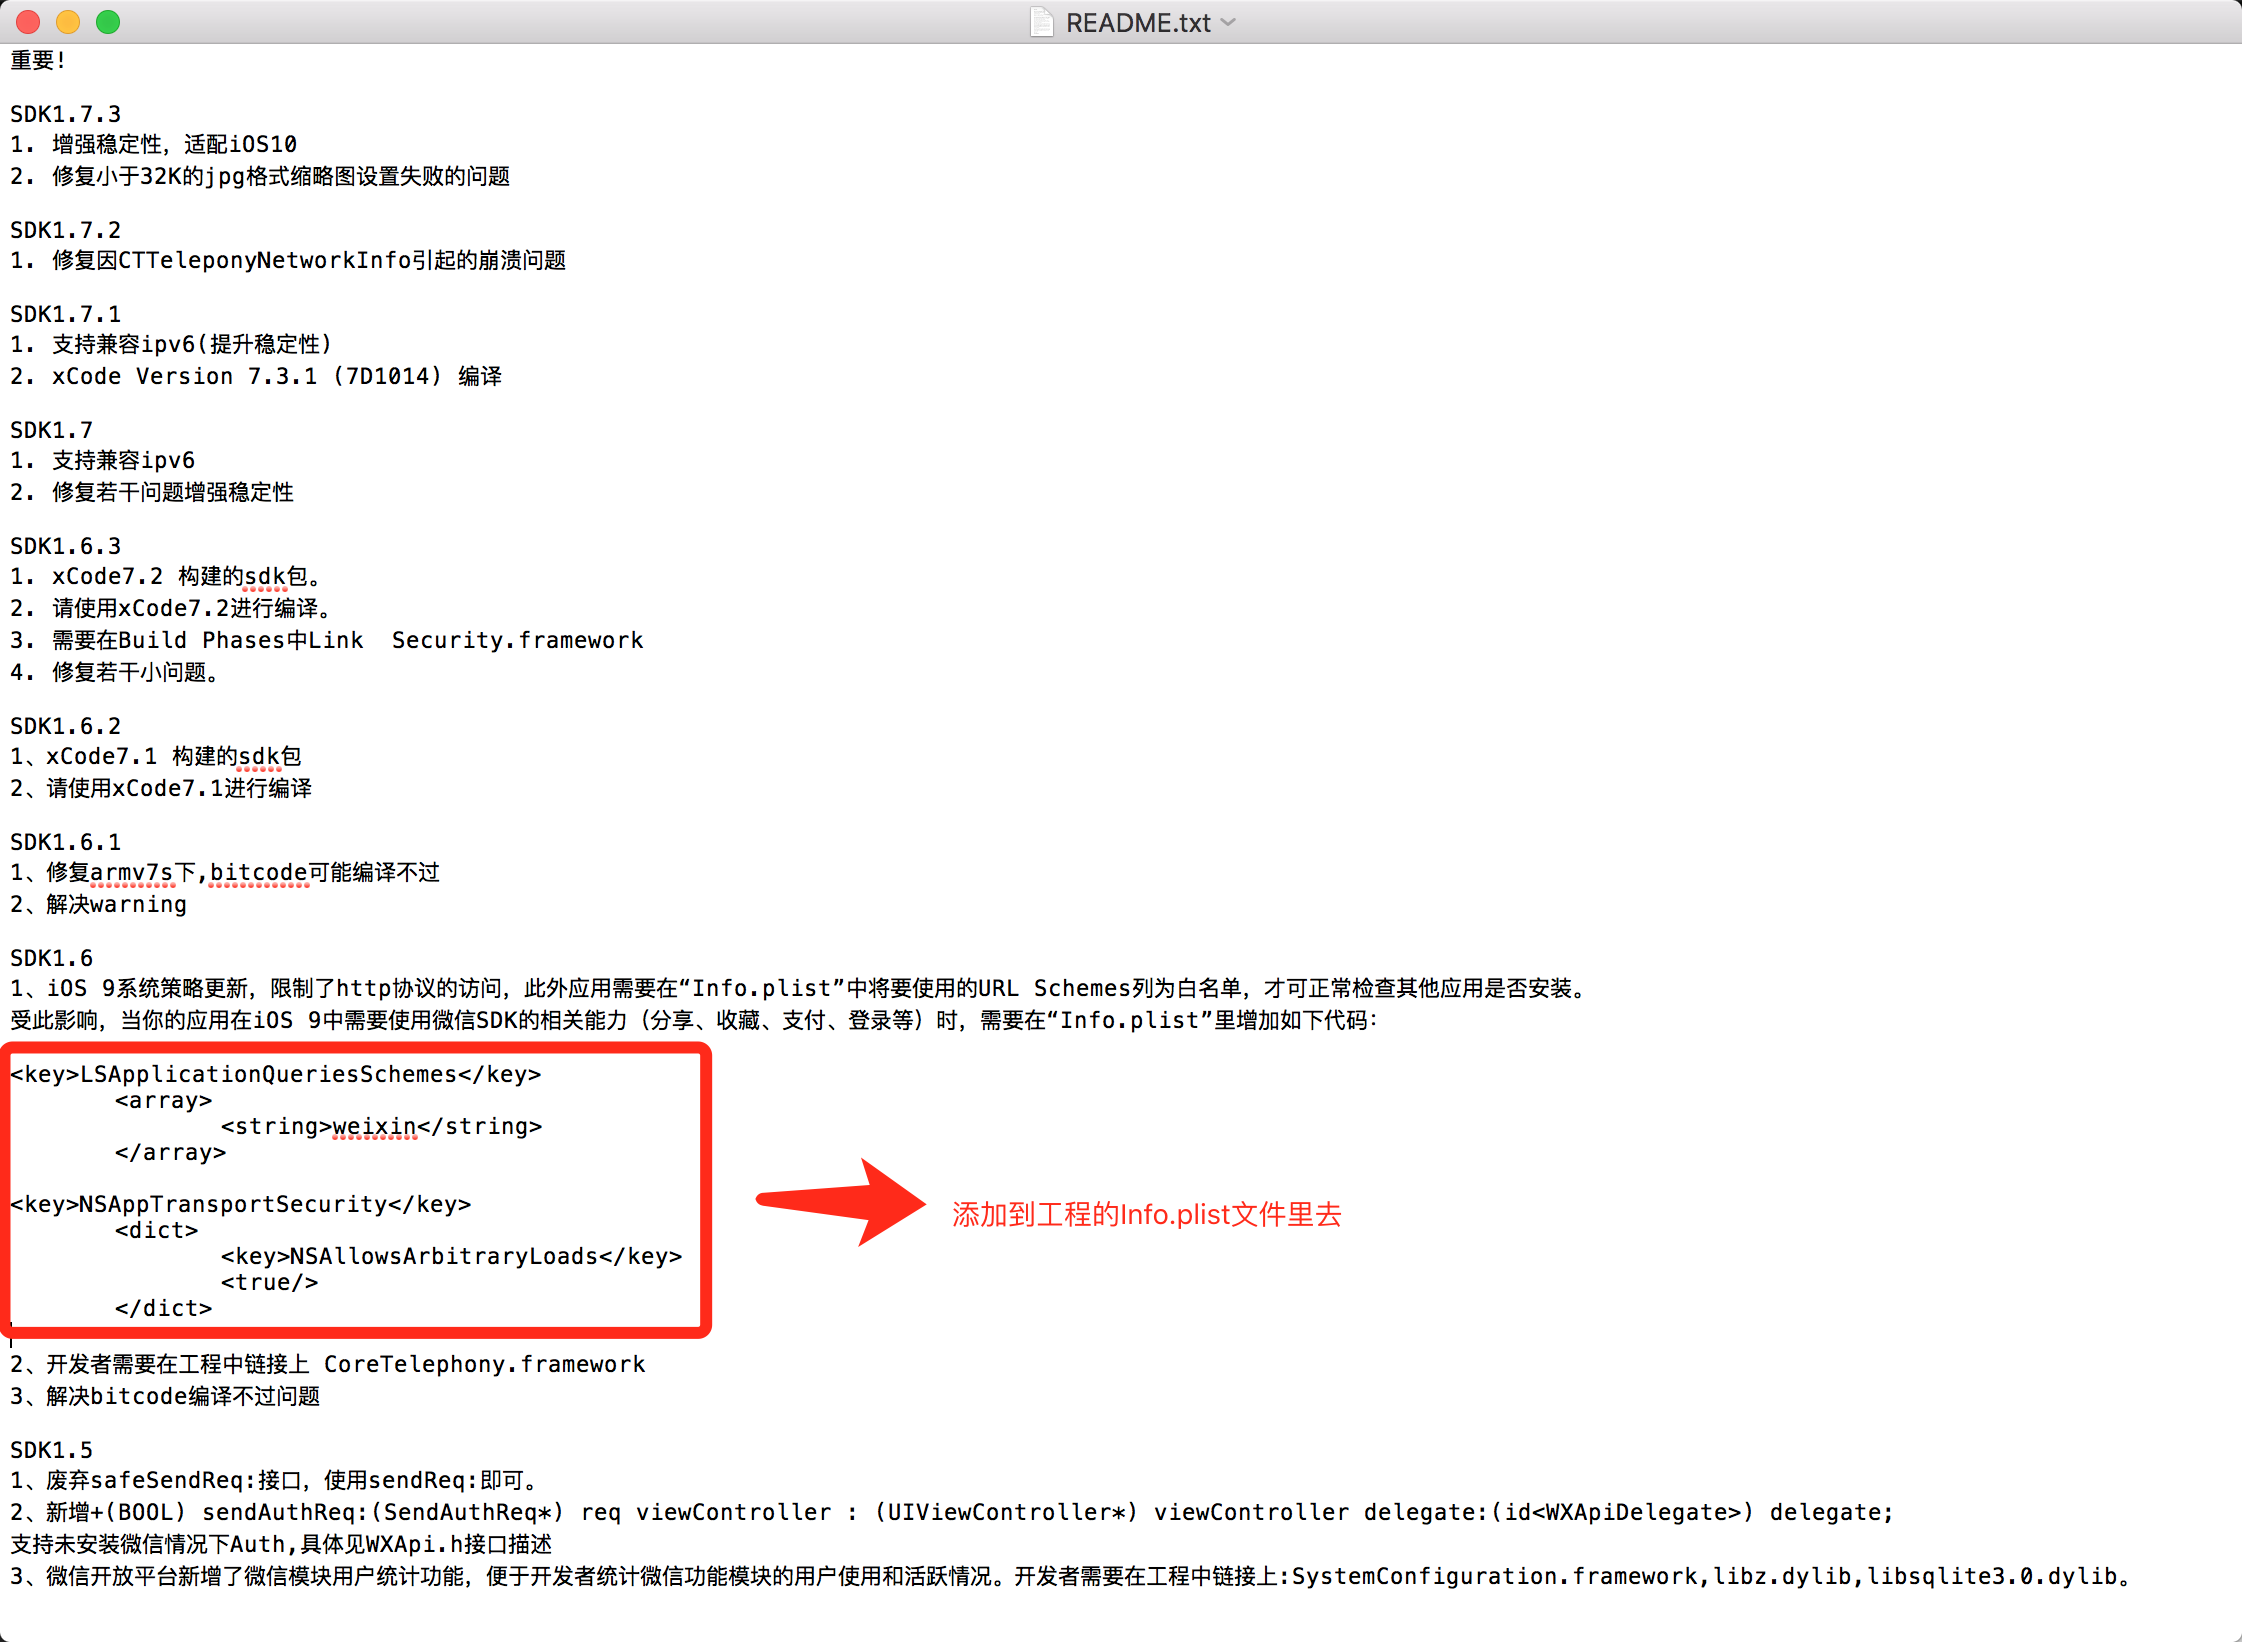 README.txt
重要!
SDK1.7.3
1. 增强稳定性，适配iOS10
2. 修复小于32K的jpg格式缩略图设置失败的问题
SDK1.7.2
1. 修复因CTTeleponyNetworkInfo引起的崩溃问题
SDK1.7.1
1. 支持兼容ipv6(提升稳定性)
2. xCode Version 7.3.1 (7D1014) 编译
SDK1.7
1. 支持兼容ipv6
2. 修复若干问题增强稳定性
SDK1.6.3
1. xCode7.2 构建的sdk包。
2. 请使用xCode7.2进行编译。
3. 需要在Build Phases中Link  Security.framework
4. 修复若干小问题。
SDK1.6.2
1、xCode7.1 构建的sdk包
2、请使用xCode7.1进行编译
SDK1.6.1
1、修复armv7s下,bitcode可能编译不过
2、解决warning
SDK1.6
1、iOS 9系统策略更新，限制了http协议的访问，此外应用需要在“Info.plist”中将要使用的URL Schemes列为白名单，才可正常检查其他应用是否安装。
受此影响，当你的应用在iOS 9中需要使用微信SDK的相关能力（分享、收藏、支付、登录等）时，需要在“Info.plist”里增加如下代码：
<key>LSApplicationQueriesSchemes</key>
<array>
<string>weixin</string>
</array>
<key>NSAppTransportSecurity</key>
<dict>
<key>NSAllowsArbitraryLoads</key>
<true/>
</dict>
添加到工程的Info.plist文件里去
2、开发者需要在工程中链接上 CoreTelephony.framework
3、解决bitcode编译不过问题
SDK1.5
1、废弃safeSendReq:接口，使用sendReq:即可。
2、新增+(BOOL) sendAuthReq:(SendAuthReq*) req viewController : (UIViewController*) viewController delegate:(id<WXApiDelegate>) delegate;
支持未安装微信情况下Auth,具体见WXApi.h接口描述
3、微信开放平台新增了微信模块用户统计功能，便于开发者统计微信功能模块的用户使用和活跃情况。开发者需要在工程中链接上:SystemConfiguration.framework,libz.dylib,libsqlite3.0.dylib。